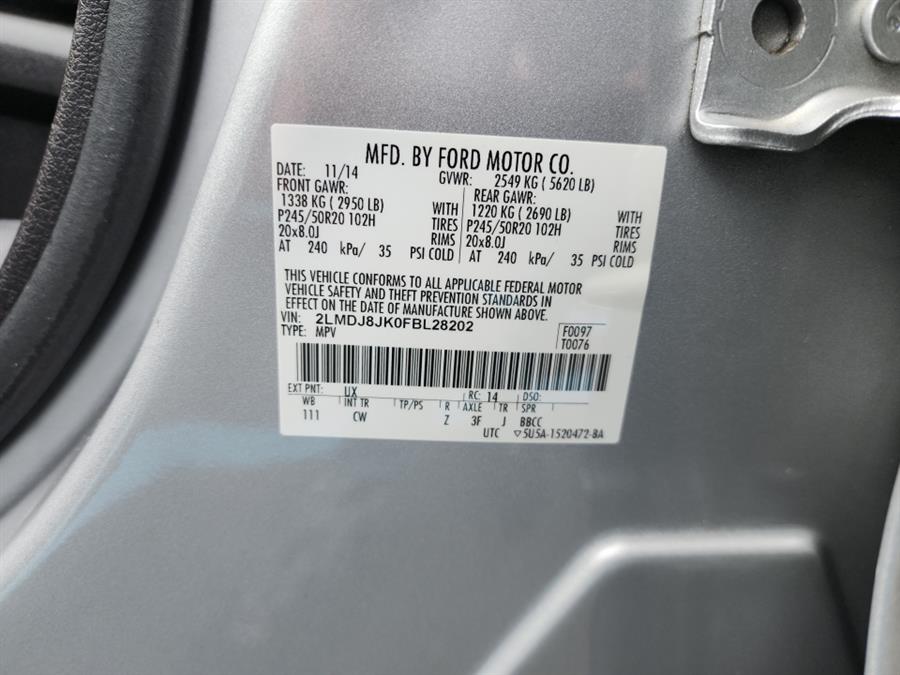 MFD. BY FORD MOTOR CO.
DATE: 11/14 GVWR: 2549 KG ( 5620 LB)
FRONT GAWR: REAR GAWR:
1338 KG ( 2950 LB) WITH 1220 KG ( 2690 LB) WITH
P245/50R20 102H TIRES P245/50R20 102H TIRES
20x8.0J RIMS 20x8.0J RIMS
AT 240 kPa/ 35 PSI COLD AT 240 kPa/ 35 PSI COLD
THIS VEHICLE CONFORMS TO ALL APPLICABLE FEDERAL MOTOR
VEHICLE SAFETY AND THEFT PREVENTION STANDARDS IN
EFFECT ON THE DATE OF MANUFACTURE SHOWN ABOVE.
VIN: 2LMDJ8JK0FBL28202 F0097
TYPE: MPV T0076
EXT PNT: UX RC: 14 DSO:
WB INT TR TP/PS R AXLE TR SPR
111 CW Z 3F J BBCC
UTC ▽5U5A-1520472-BA